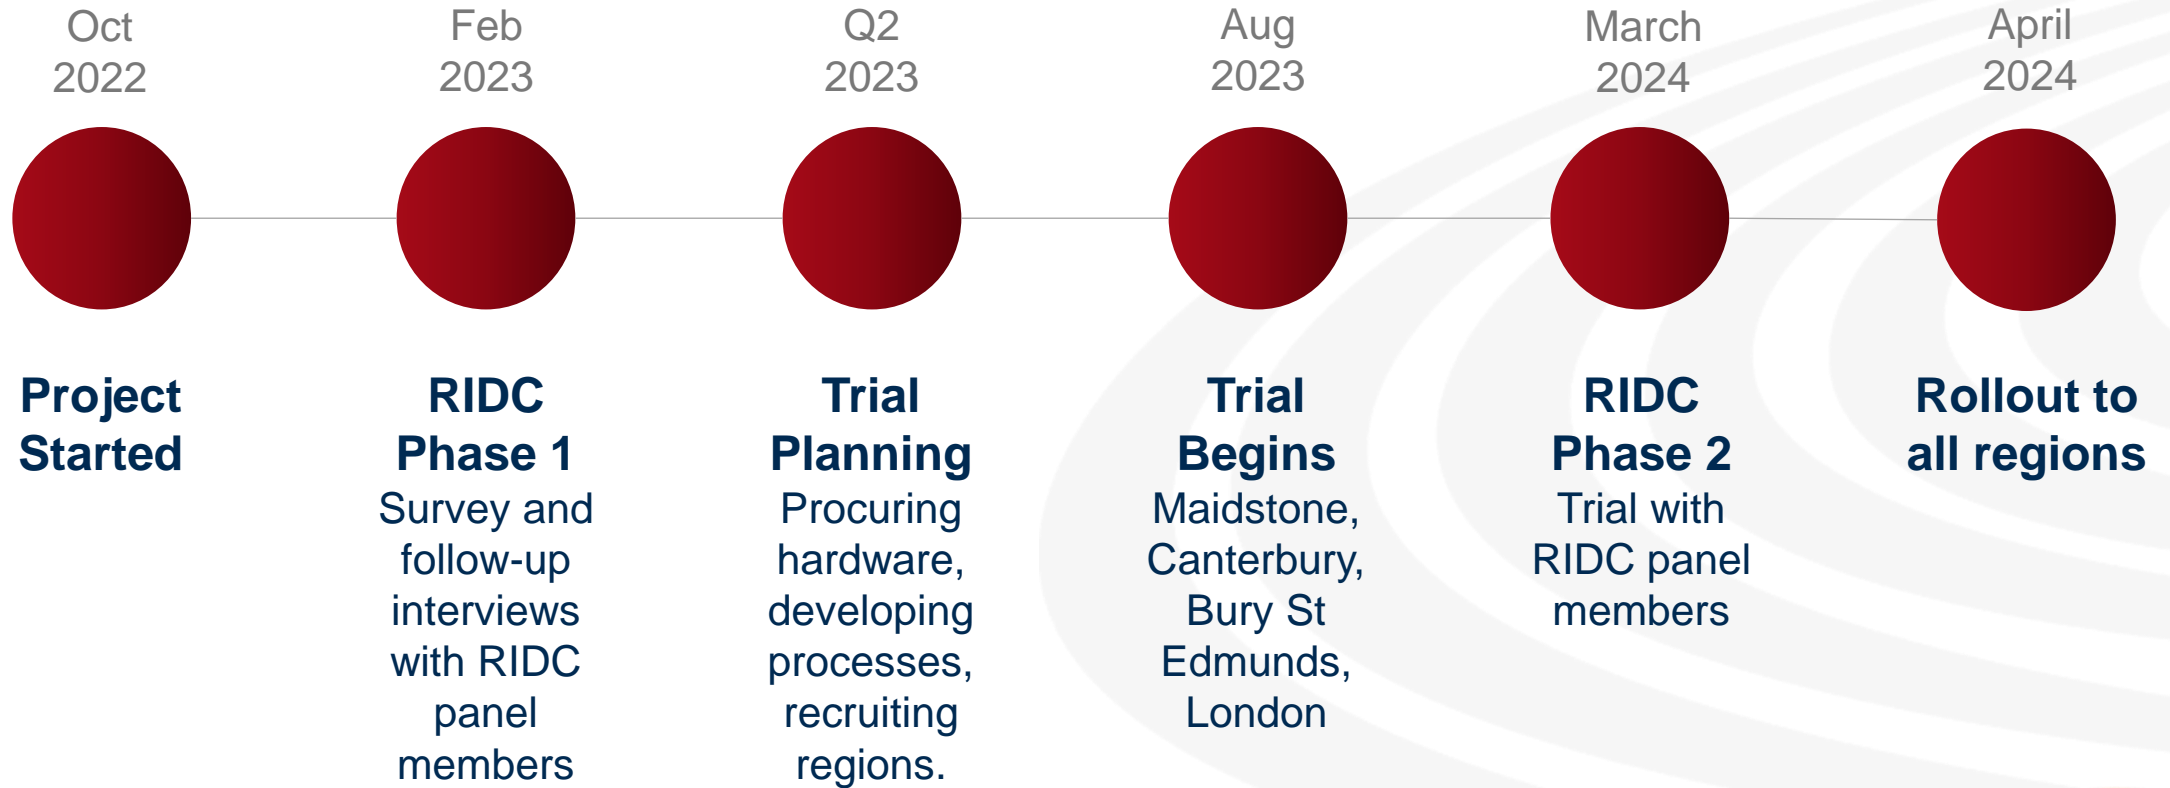 Oct
2022
Feb
2023
Q2
2023
Aug
2023
March
2024
April
2024
Project
Started
RIDC
Phase 1
Survey and
follow-up
interviews
with RIDC
panel
members
Trial
Planning
Procuring
hardware,
developing
processes,
recruiting
regions.
Trial
Begins
Maidstone,
Canterbury,
Bury St
Edmunds,
London
RIDC
Phase 2
Trial with
RIDC panel
members
Rollout to
all regions